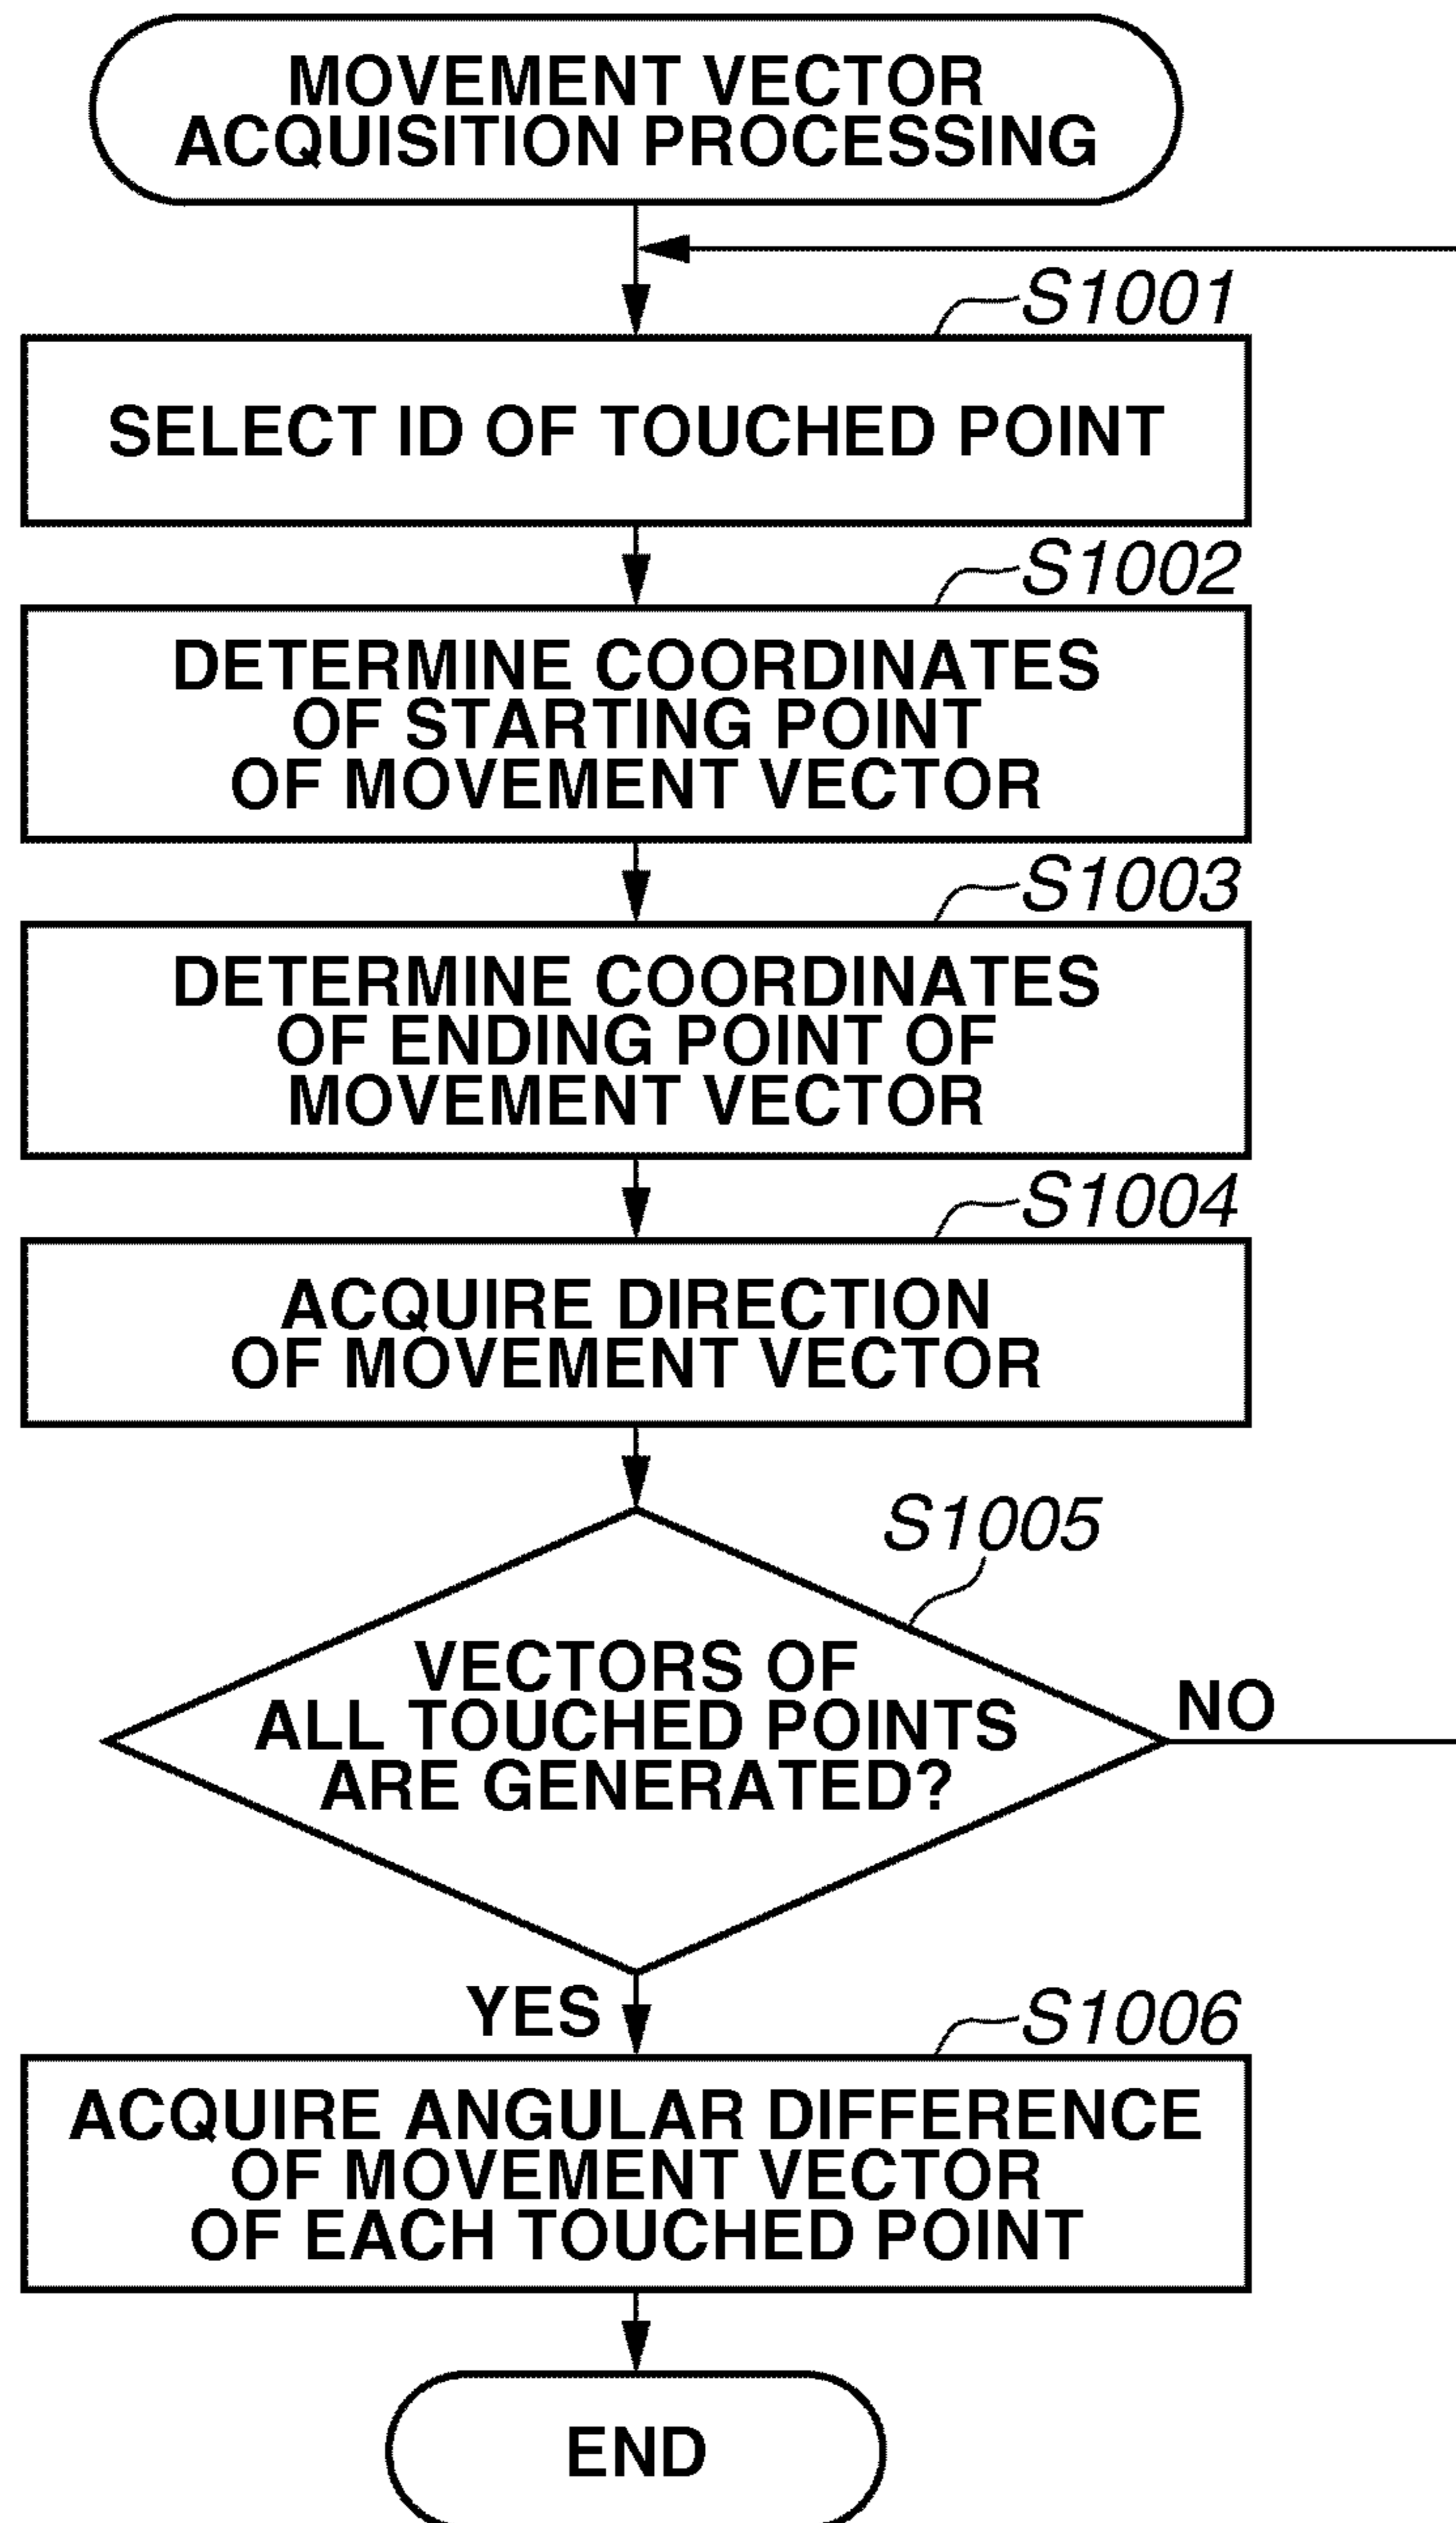 MOVEMENT VECTOR
ACQUISITION PROCESSING
S1001
SELECT ID OF TOUCHED POINT
S1002
DETERMINE COORDINATES
OF STARTING POINT
OF MOVEMENT VECTOR
S1003
DETERMINE COORDINATES
OF ENDING POINT OF
MOVEMENT VECTOR
S1004
ACQUIRE DIRECTION
OF MOVEMENT VECTOR
S1005
VECTORS OF
ALL TOUCHED POINTS
ARE GENERATED?
NO
YES
S1006
ACQUIRE ANGULAR DIFFERENCE
OF MOVEMENT VECTOR
OF EACH TOUCHED POINT
END